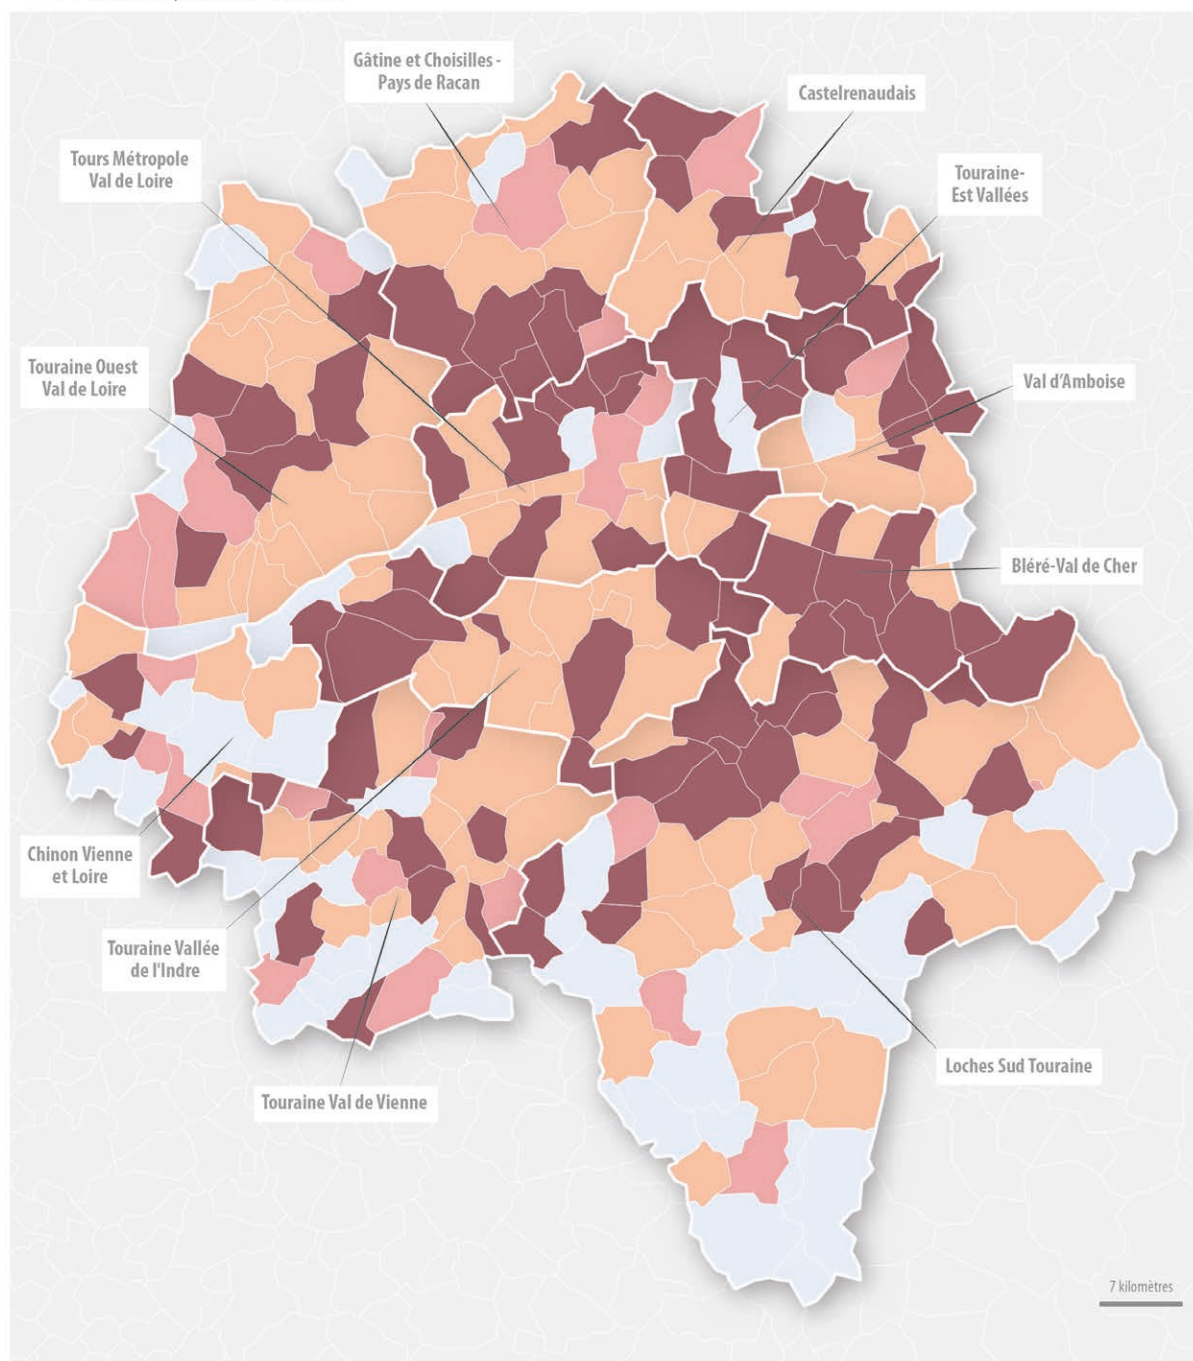 Gâtine et Choisilles -
Pays de Racan
Castelrenaudais
Tours Métropole
Val de Loire
Touraine-
Est Vallées
Touraine Ouest
Val de Loire
Val d'Amboise
Bléré-Val de Cher
Chinon Vienne
et Loire
Touraine Vallée
de l'Indre
Loches Sud Touraine
Touraine Val de Vienne
7 kilomètres